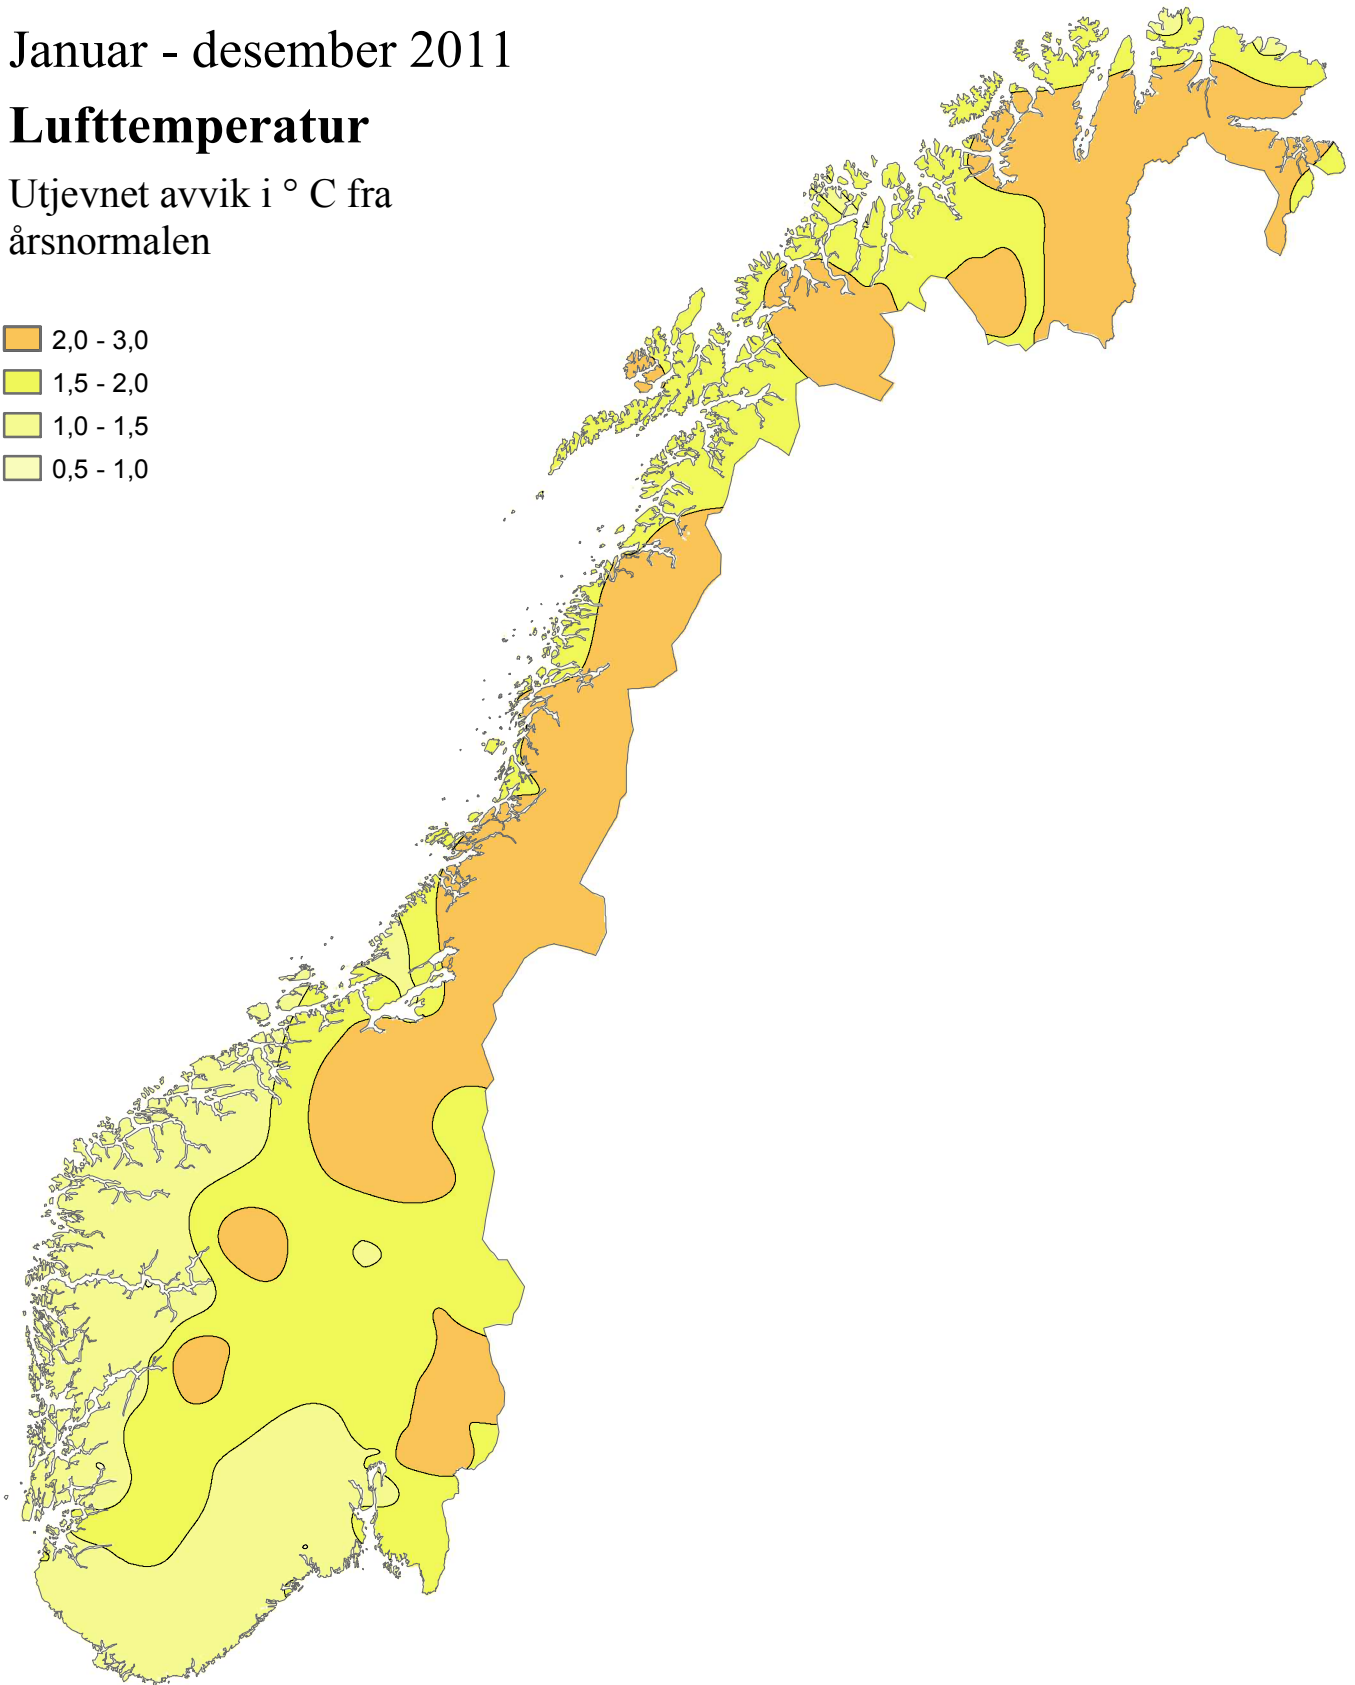 Januar - desember 2011
Lufttemperatur
Utjevnet avvik i ° C fra
årsnormalen
2,0 - 3,0
1,5 - 2,0
1,0 - 1,5
0,5 - 1,0